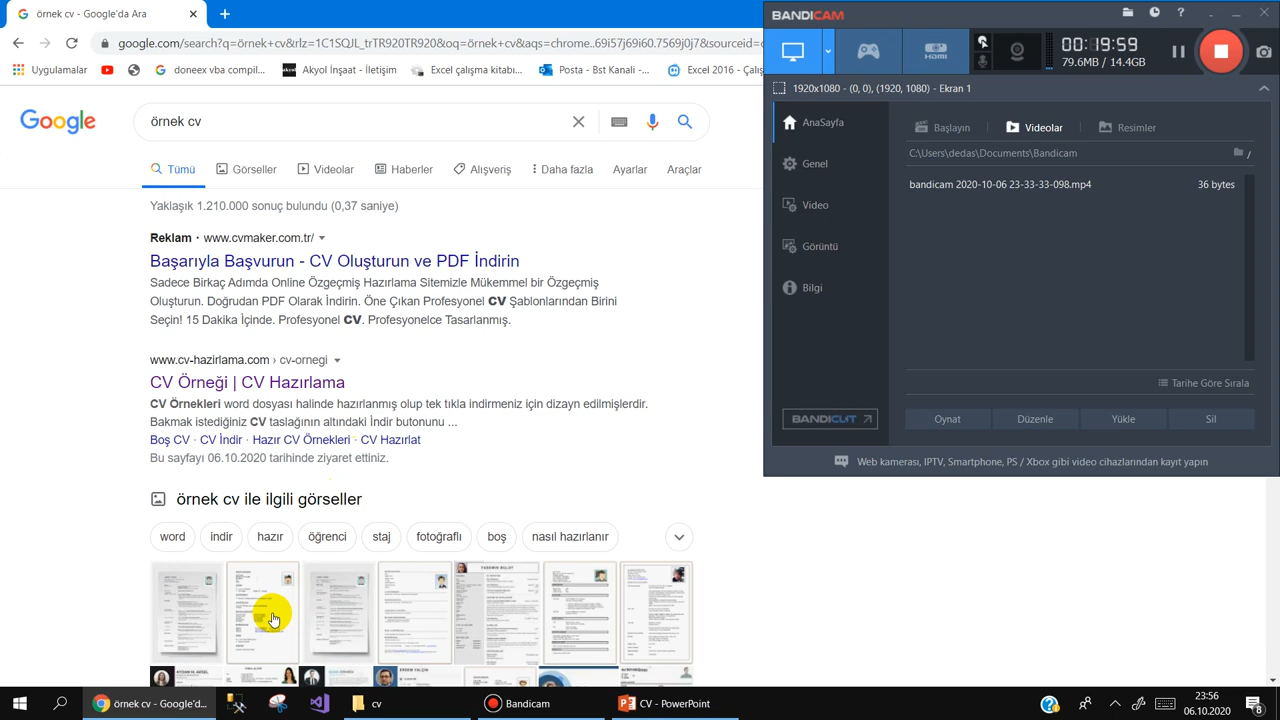 örnek cv - Google'da Ara
google.com/search?q=örnek+cv&rlz=1C1SQJL_trTR920TR920&oq=örnek+cv&aqs=chrome..69i57j69i60.7569j0j7&sourceid=c
Uygulamalar
doneex vba compil...
Akyol İnşaat - İletişim
Excel çalışma kitabı...
Posta - Bst Kanali -...
Excel 2016 - Çalış
Google
örnek cv
Tümü
Görseller
Videolar
Haberler
Alışveriş
Daha fazla
Ayarlar
Araçlar
Yaklaşık 1.210.000 sonuç bulundu (0,37 saniye)
Reklam · www.cvmaker.com.tr/
Başarıyla Başvurun - CV Oluşturun ve PDF İndirin
Sadece Birkaç Adımda Online Özgeçmiş Hazırlama Sitemizle Mükemmel bir Özgeçmiş
Oluşturun. Doğrudan PDF Olarak İndirin. Öne Çıkan Profesyonel CV Şablonlarından Birini
Seçin! 15 Dakika İçinde. Profesyonel CV. Profesyonelce Tasarlanmış.
www.cv-hazirlama.com › cv-ornegi
CV Örneği | CV Hazırlama
CV Örnekleri word dosyası halinde hazırlanmış olup tek tıkla indirmeniz için dizayn edilmişlerdir.
Bakmak istediğiniz CV taslağının altındaki İndir butonunu ...
Boş CV · CV İndir · Hazır CV Örnekleri · CV Hazırlat
Bu sayfayı 06.10.2020 tarihinde ziyaret ettiniz.
örnek cv ile ilgili görseller
word
indir
hazır
öğrenci
staj
fotoğraflı
boş
nasıl hazırlanır
BANDICAM
HDMI
00:19:59
79.6MB / 14.4GB
1920x1080 - (0, 0), (1920, 1080) - Ekran 1
AnaSayfa
Genel
Video
Görüntü
Bilgi
BANDICUT
Başlayın
Videolar
Resimler
C:\Users\dedas\Documents\Bandicam
bandicam 2020-10-06 23-33-33-098.mp4
36 bytes
Tarihe Göre Sırala
Oynat
Düzenle
Yükle
Sil
Web kamerası, IPTV, Smartphone, PS / Xbox gibi video cihazlarından kayıt yapın
örnek cv - Google'd...
cv
Bandicam
CV - PowerPoint
23:56
06.10.2020
8